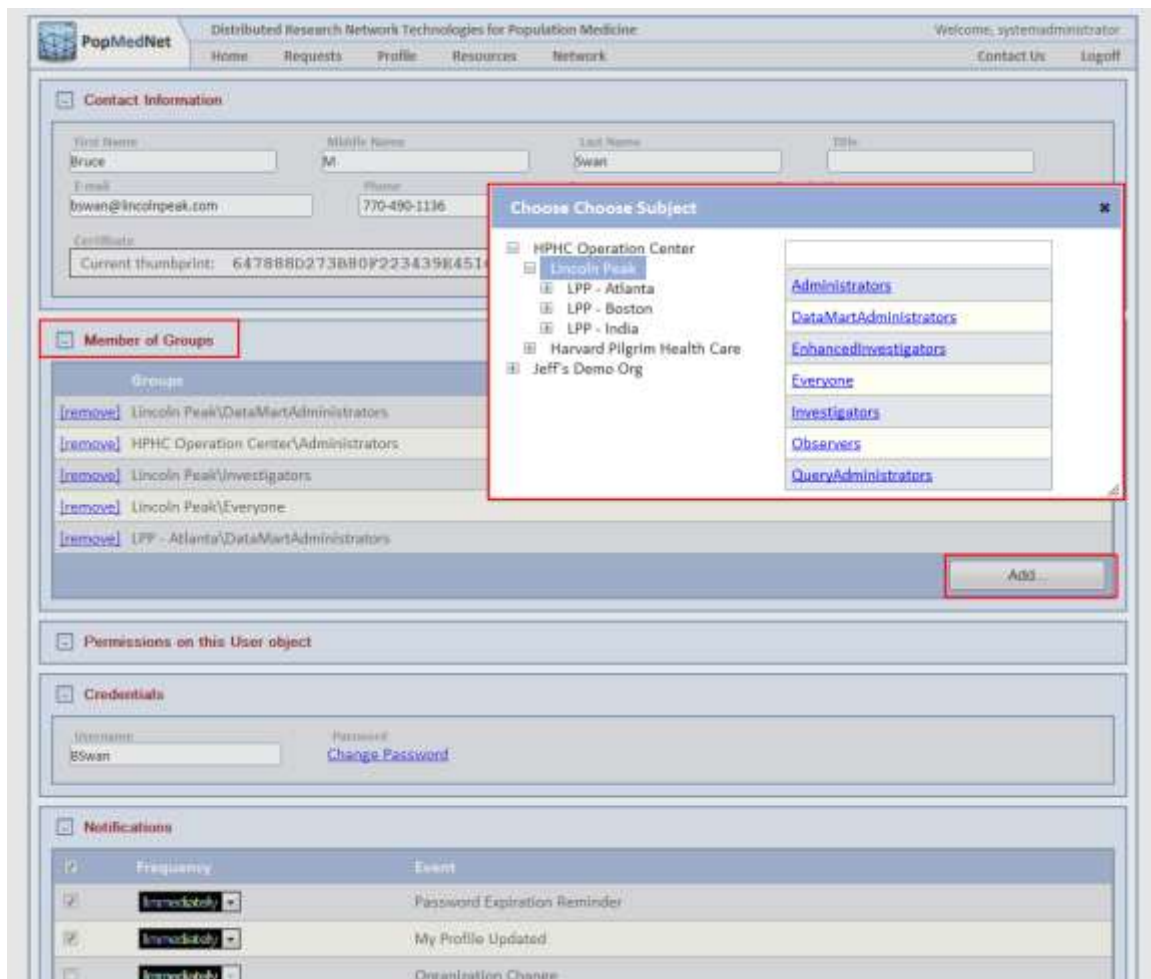 PopMedNet
Distributed Research Network Technologies for Population Medicine
Welcome, systemadministrator
Home Requests Profile Resources Network
Contact Us Logoff
Contact Information
First Name Middle Name Last Name Title
Bruce M Swan
E-mail Phone
bswan@lincolnpeak.com 770-490-1136
Certificate
Current thumbprint:
Choose Choose Subject
HPHC Operation Center
Lincoln Peak
LPP - Atlanta
LPP - Boston
LPP - India
Harvard Pilgrim Health Care
Jeff's Demo Org
Administrators
DataMartAdministrators
EnhancedInvestigators
Everyone
Investigators
Observers
QueryAdministrators
Member of Groups
Groups
[remove] Lincoln Peak\DataMartAdministrators
[remove] HPHC Operation Center\Administrators
[remove] Lincoln Peak\Investigators
[remove] Lincoln Peak\Everyone
[remove] LPP - Atlanta\DataMartAdministrators
Add...
Permissions on this User object
Credentials
Username Password
BSwan Change Password
Notifications
Frequency Event
Immediately Password Expiration Reminder
Immediately My Profile Updated
Immediately Organization Change